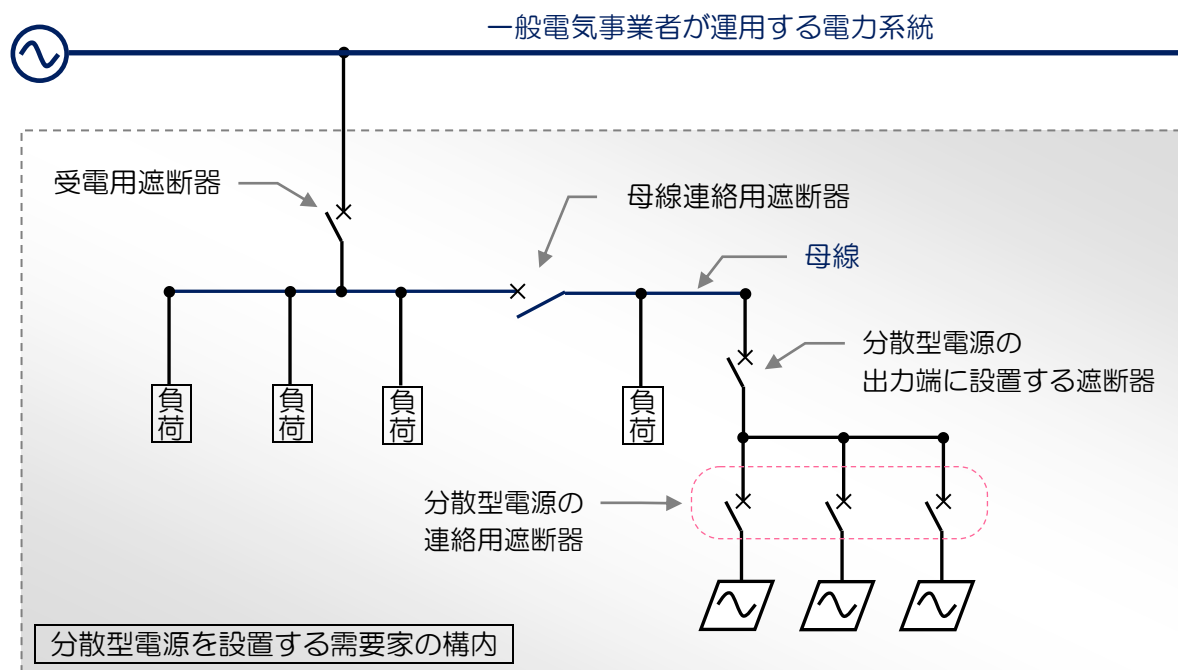 一般電気事業者が運用する電力系統
受電用遮断器
母線連絡用遮断器
母線
分散型電源の
出力端に設置する遮断器
負荷
負荷
負荷
負荷
分散型電源の
連絡用遮断器
分散型電源を設置する需要家の構内